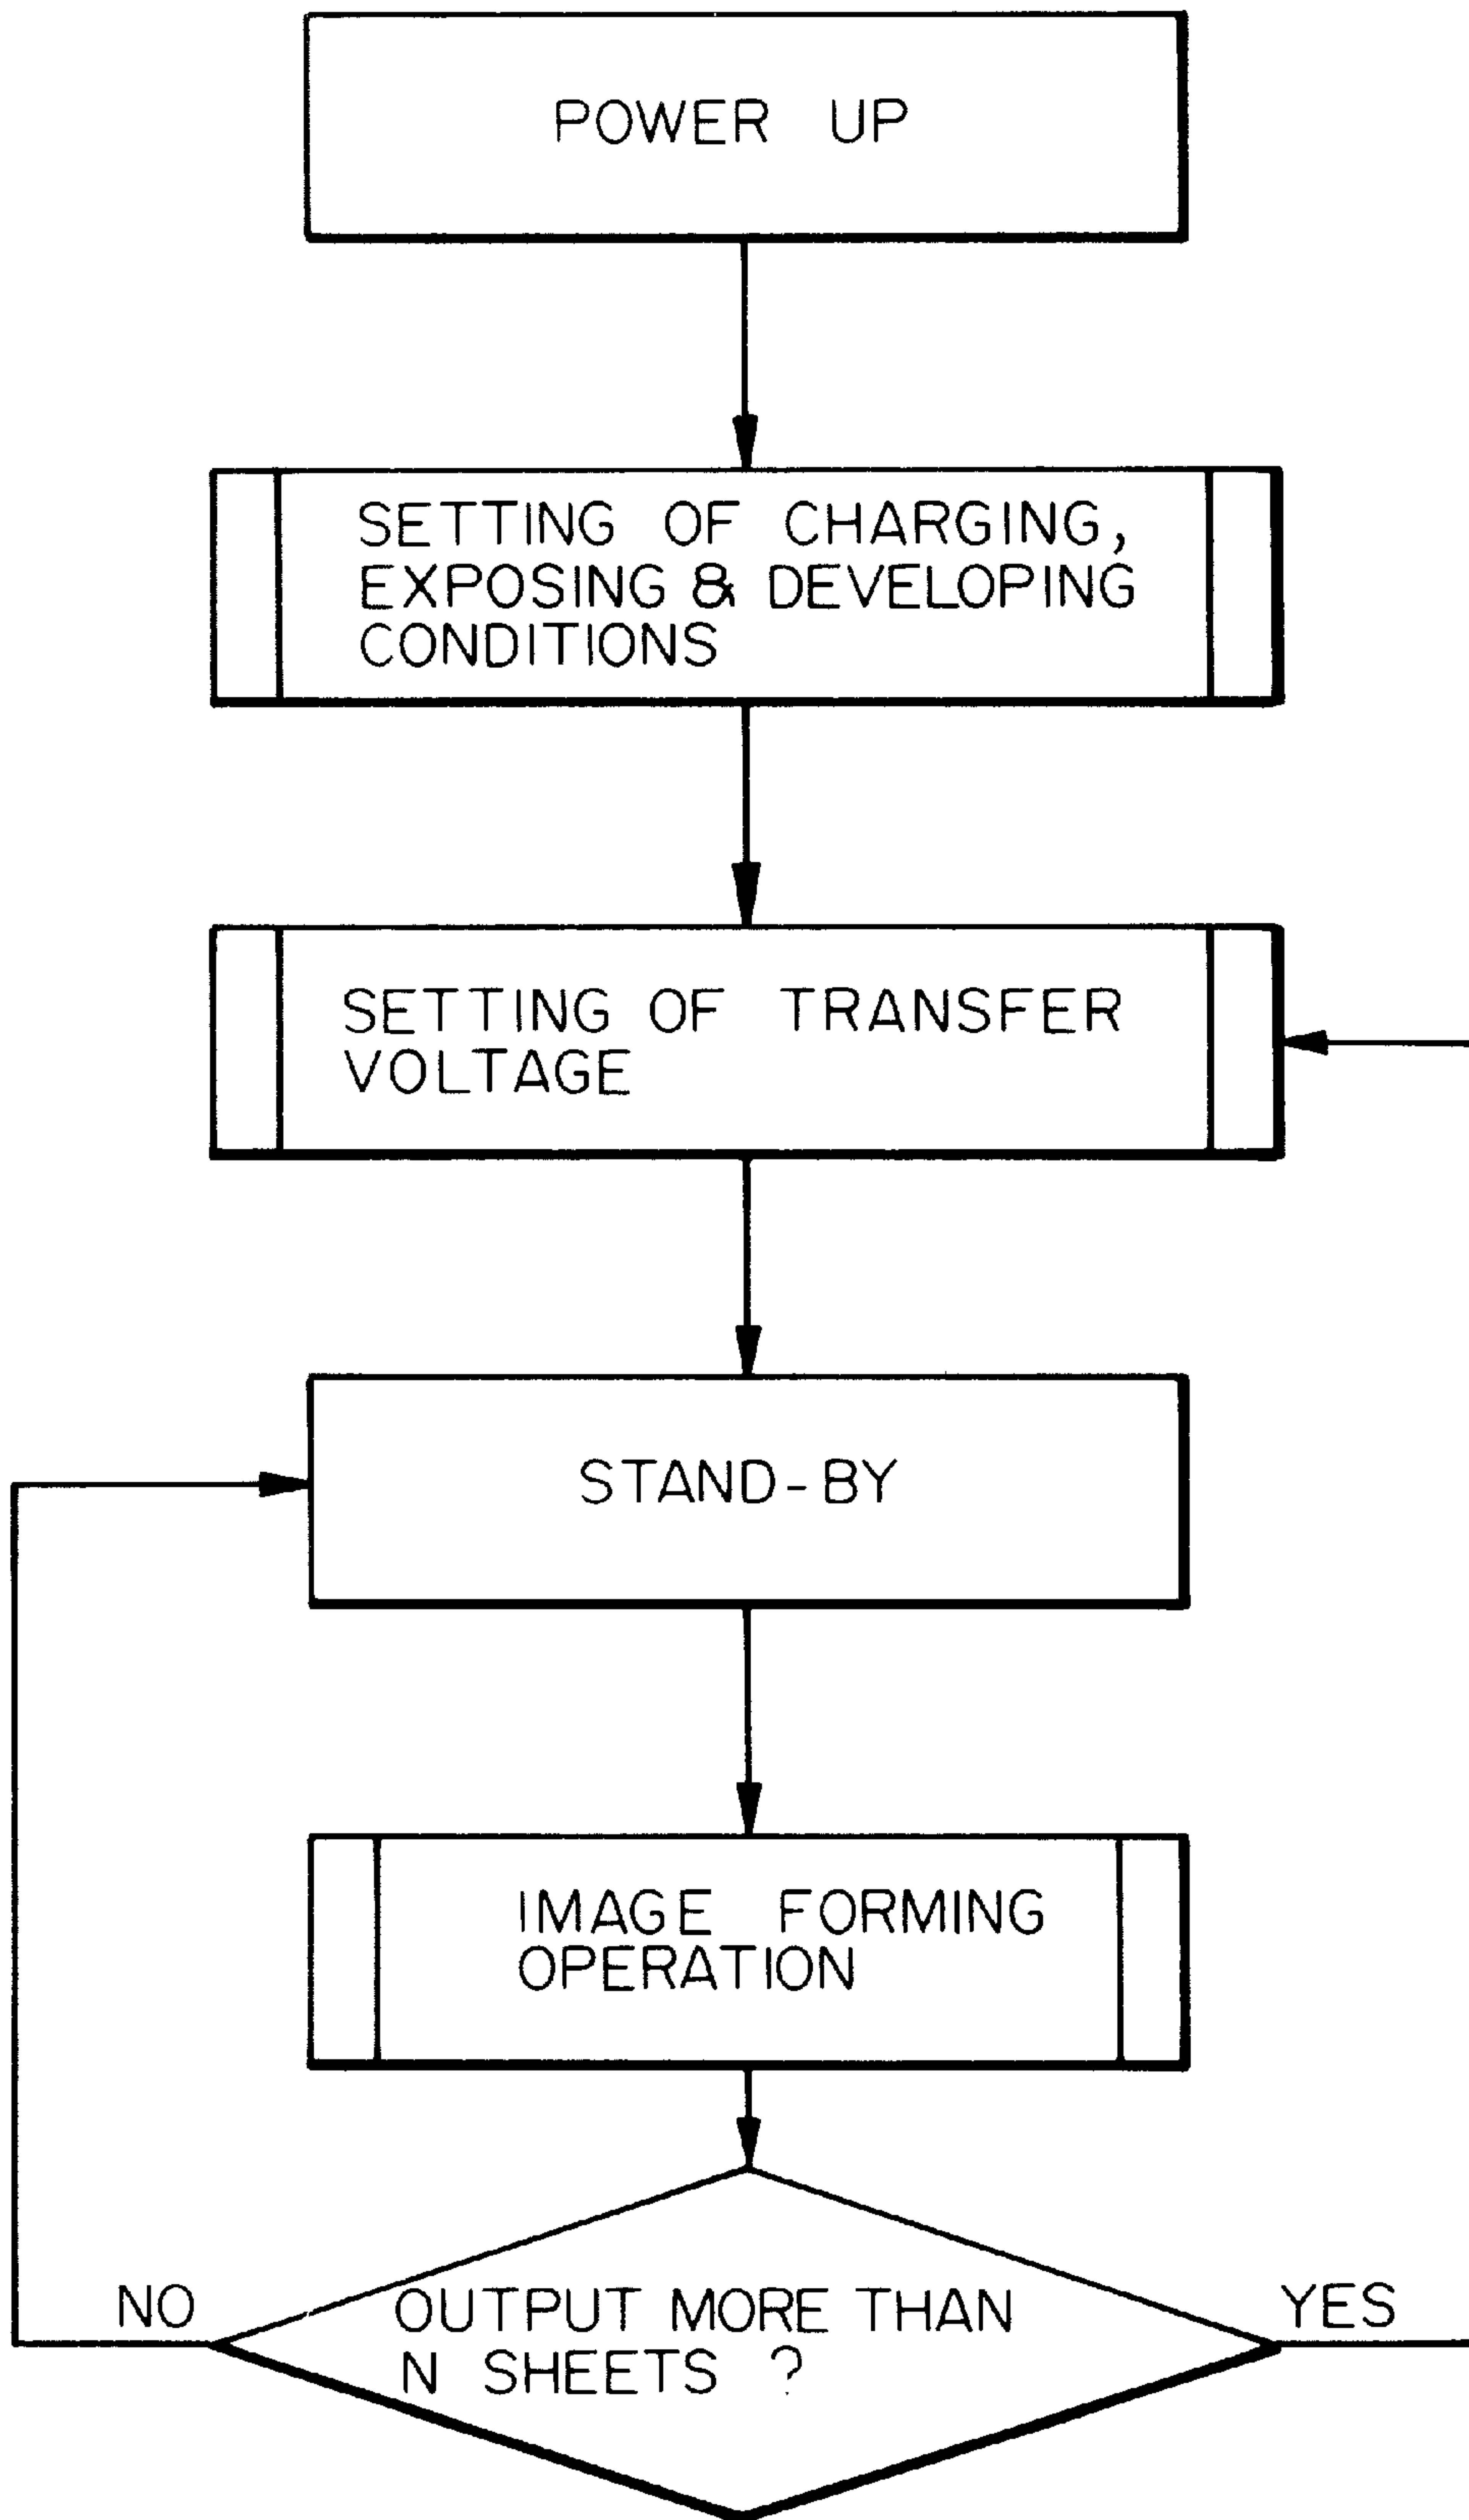 POWER UP
SETTING OF CHARGING,
EXPOSING & DEVELOPING
CONDITIONS
SETTING OF TRANSFER
VOLTAGE
STAND-BY
IMAGE FORMING
OPERATION
NO
OUTPUT MORE THAN
N SHEETS ?
YES